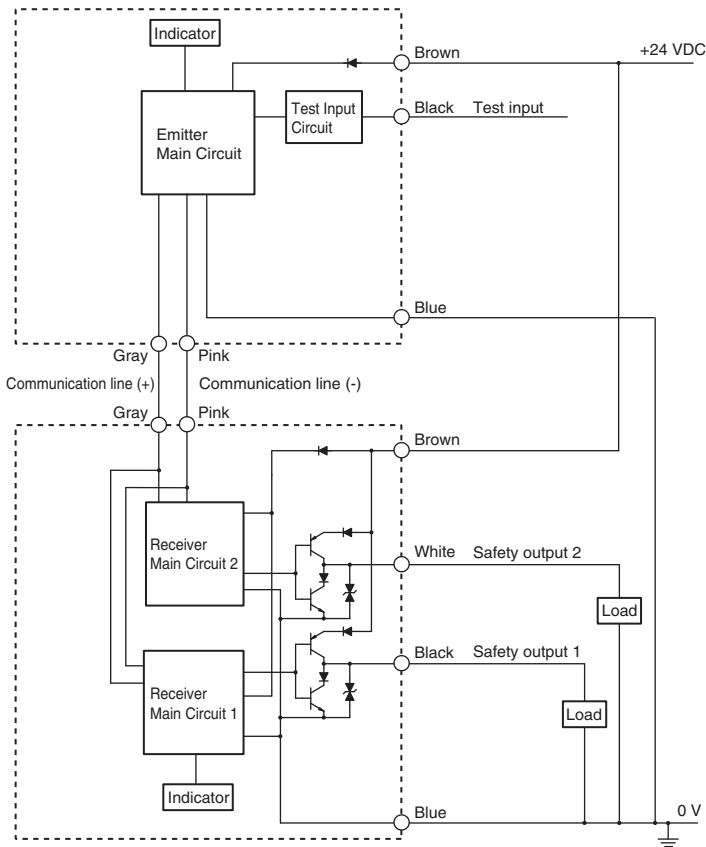 Indicator
Brown
+24 VDC
Emitter
Main Circuit
Test Input
Circuit
Black
Test input
Blue
Gray
Pink
Communication line (+)
Communication line (-)
Gray
Pink
Brown
Receiver
Main Circuit 2
White
Safety output 2
Load
Black
Safety output 1
Receiver
Main Circuit 1
Load
Indicator
Blue
0 V